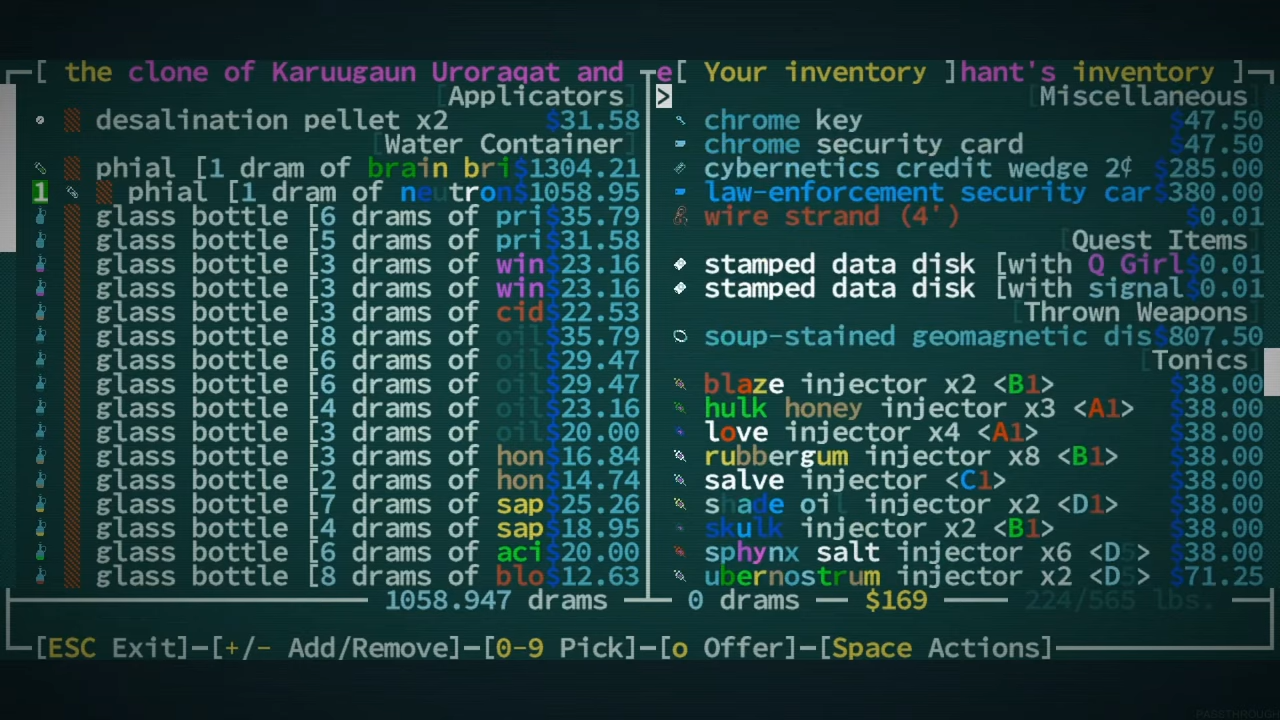 [ the clone of Karuugaun Uroraqat and e[ Your inventory ]hant's inventory ]
[Applicators]
desalination pellet x2 $31.58
[Water Container]
phial [1 dram of brain bri$1304.21
1 phial [1 dram of neutron$1058.95
glass bottle [6 drams of pri$35.79
glass bottle [5 drams of pri$31.58
glass bottle [3 drams of win$23.16
glass bottle [3 drams of win$23.16
glass bottle [3 drams of cid$22.53
glass bottle [8 drams of oil$35.79
glass bottle [6 drams of oil$29.47
glass bottle [6 drams of oil$29.47
glass bottle [4 drams of oil$23.16
glass bottle [3 drams of oil$20.00
glass bottle [3 drams of hon$16.84
glass bottle [2 drams of hon$14.74
glass bottle [7 drams of sap$25.26
glass bottle [4 drams of sap$18.95
glass bottle [6 drams of aci$20.00
glass bottle [8 drams of blo$12.63
> [Miscellaneous]
chrome key $47.50
chrome security card $47.50
cybernetics credit wedge 2¢ $285.00
law-enforcement security car$380.00
wire strand (4') $0.01
[Quest Items]
stamped data disk [with Q Girl$0.01
stamped data disk [with signal$0.01
[Thrown Weapons]
soup-stained geomagnetic dis$807.50
[Tonics]
blaze injector x2 <B1> $38.00
hulk honey injector x3 <A1> $38.00
love injector x4 <A1> $38.00
rubbergum injector x8 <B1> $38.00
salve injector <C1> $38.00
shade oil injector x2 <D1> $38.00
skulk injector x2 <B1> $38.00
sphynx salt injector x6 <D5> $38.00
ubernostrum injector x2 <D5> $71.25
1058.947 drams 0 drams $169 224/565 lbs.
[ESC Exit]-[+/- Add/Remove]-[0-9 Pick]-[o Offer]-[Space Actions]